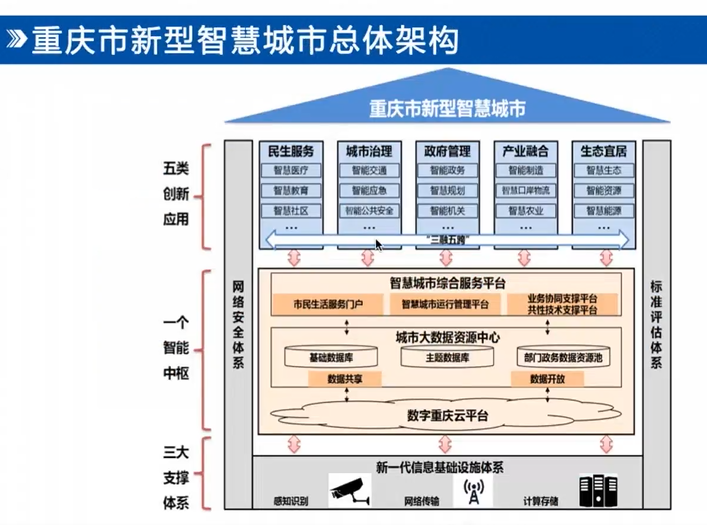 重庆市新型智慧城市总体架构
重庆市新型智慧城市
五类
创新
应用
民生服务
智慧医疗
智慧教育
智慧社区
...
城市治理
智能交通
智能应急
智能公共安全
...
政府管理
智能政务
智慧规划
智能机关
...
产业融合
智能制造
智慧口岸物流
智慧农业
...
生态宜居
智慧生态
智能资源
智慧能源
...
“三融五跨”
网络安全体系
标准评估体系
一个
智能
中枢
智慧城市综合服务平台
市民生活服务门户
智慧城市运行管理平台
业务协同支撑平台
共性技术支撑平台
城市大数据资源中心
基础数据库
主题数据库
部门政务数据资源池
数据共享
数据开放
数字重庆云平台
三大
支撑
体系
新一代信息基础设施体系
感知识别
网络传输
计算存储